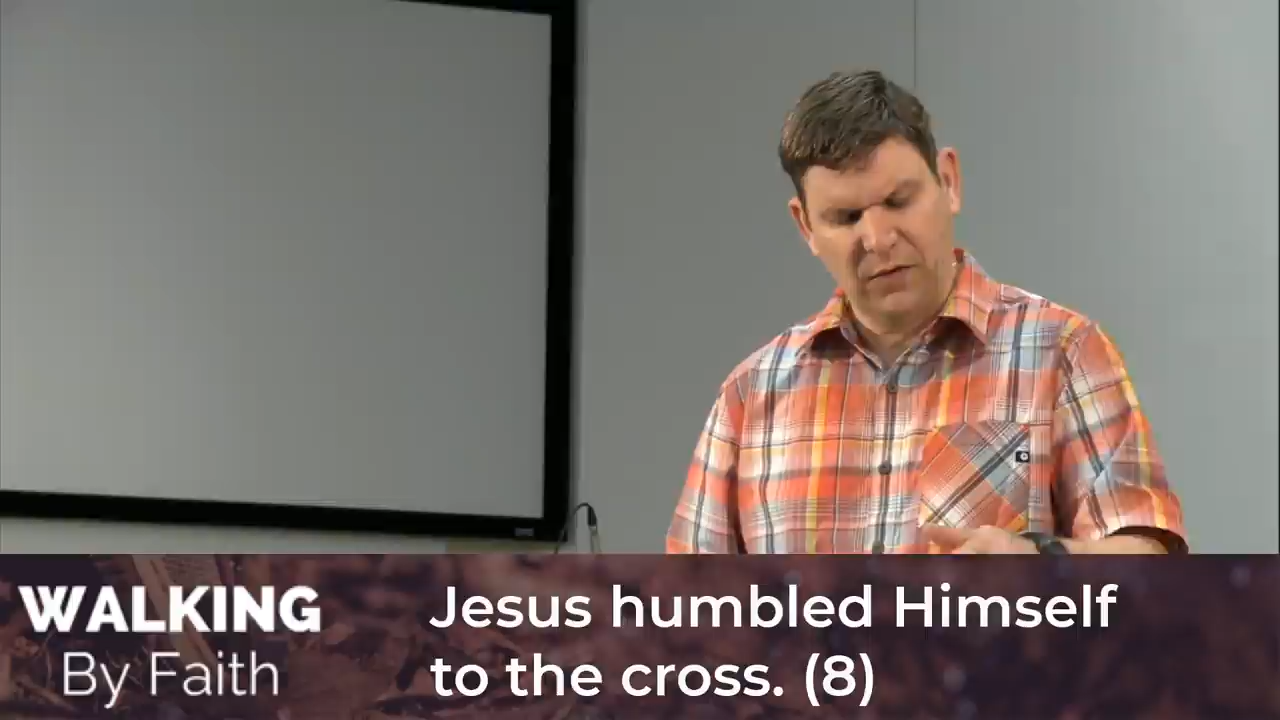 WALKING
By Faith
Jesus humbled Himself
to the cross. (8)